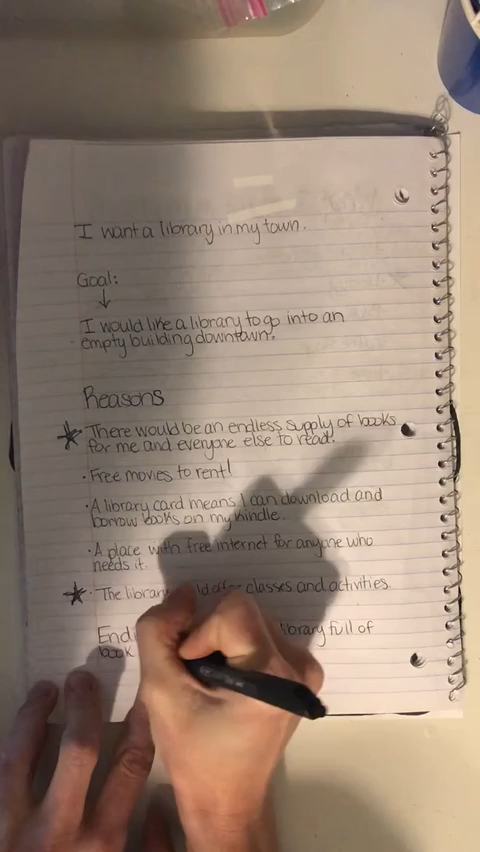 I want a library in my town.
Goal:
I would like a library to go into an
empty building downtown.
Reasons
There would be an endless supply of books
for me and everyone else to read.
· Free movies to rent!
· A library card means I can download and
borrow books on my kindle.
· A place with free internet for anyone who
needs it.
· The library classes and activities.
library full of
book